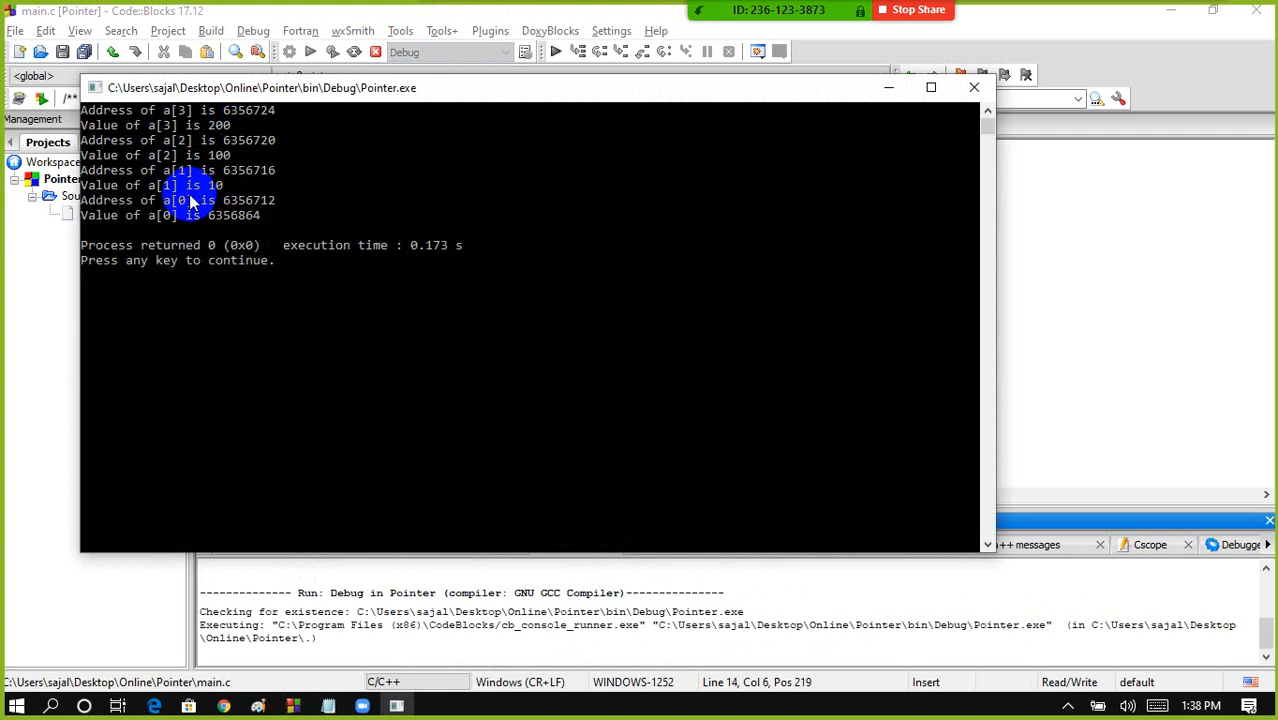 main.c [Pointer] - Code::Blocks 17.12
ID: 236-123-3873
Stop Share
File Edit View Search Project Build Debug Fortran wxSmith Tools Tools+ Plugins DoxyBlocks Settings Help
Debug
<global>
C:\Users\sajal\Desktop\Online\Pointer\bin\Debug\Pointer.exe
/**
Management
Projects
Workspace
Pointer
Sou
Address of a[3] is 6356724
Value of a[3] is 200
Address of a[2] is 6356720
Value of a[2] is 100
Address of a[1] is 6356716
Value of a[1] is 10
Address of a[0] is 6356712
Value of a[0] is 6356864
Process returned 0 (0x0)   execution time : 0.173 s
Press any key to continue.
++ messages
Cscope
Debugge
-------------- Run: Debug in Pointer (compiler: GNU GCC Compiler)---------------
Checking for existence: C:\Users\sajal\Desktop\Online\Pointer\bin\Debug\Pointer.exe
Executing: "C:\Program Files (x86)\CodeBlocks/cb_console_runner.exe" "C:\Users\sajal\Desktop\Online\Pointer\bin\Debug\Pointer.exe"  (in C:\Users\sajal\Desktop
\Online\Pointer\.)
C:\Users\sajal\Desktop\Online\Pointer\main.c
C/C++
Windows (CR+LF)
WINDOWS-1252
Line 14, Col 6, Pos 219
Insert
Read/Write
default
1:38 PM